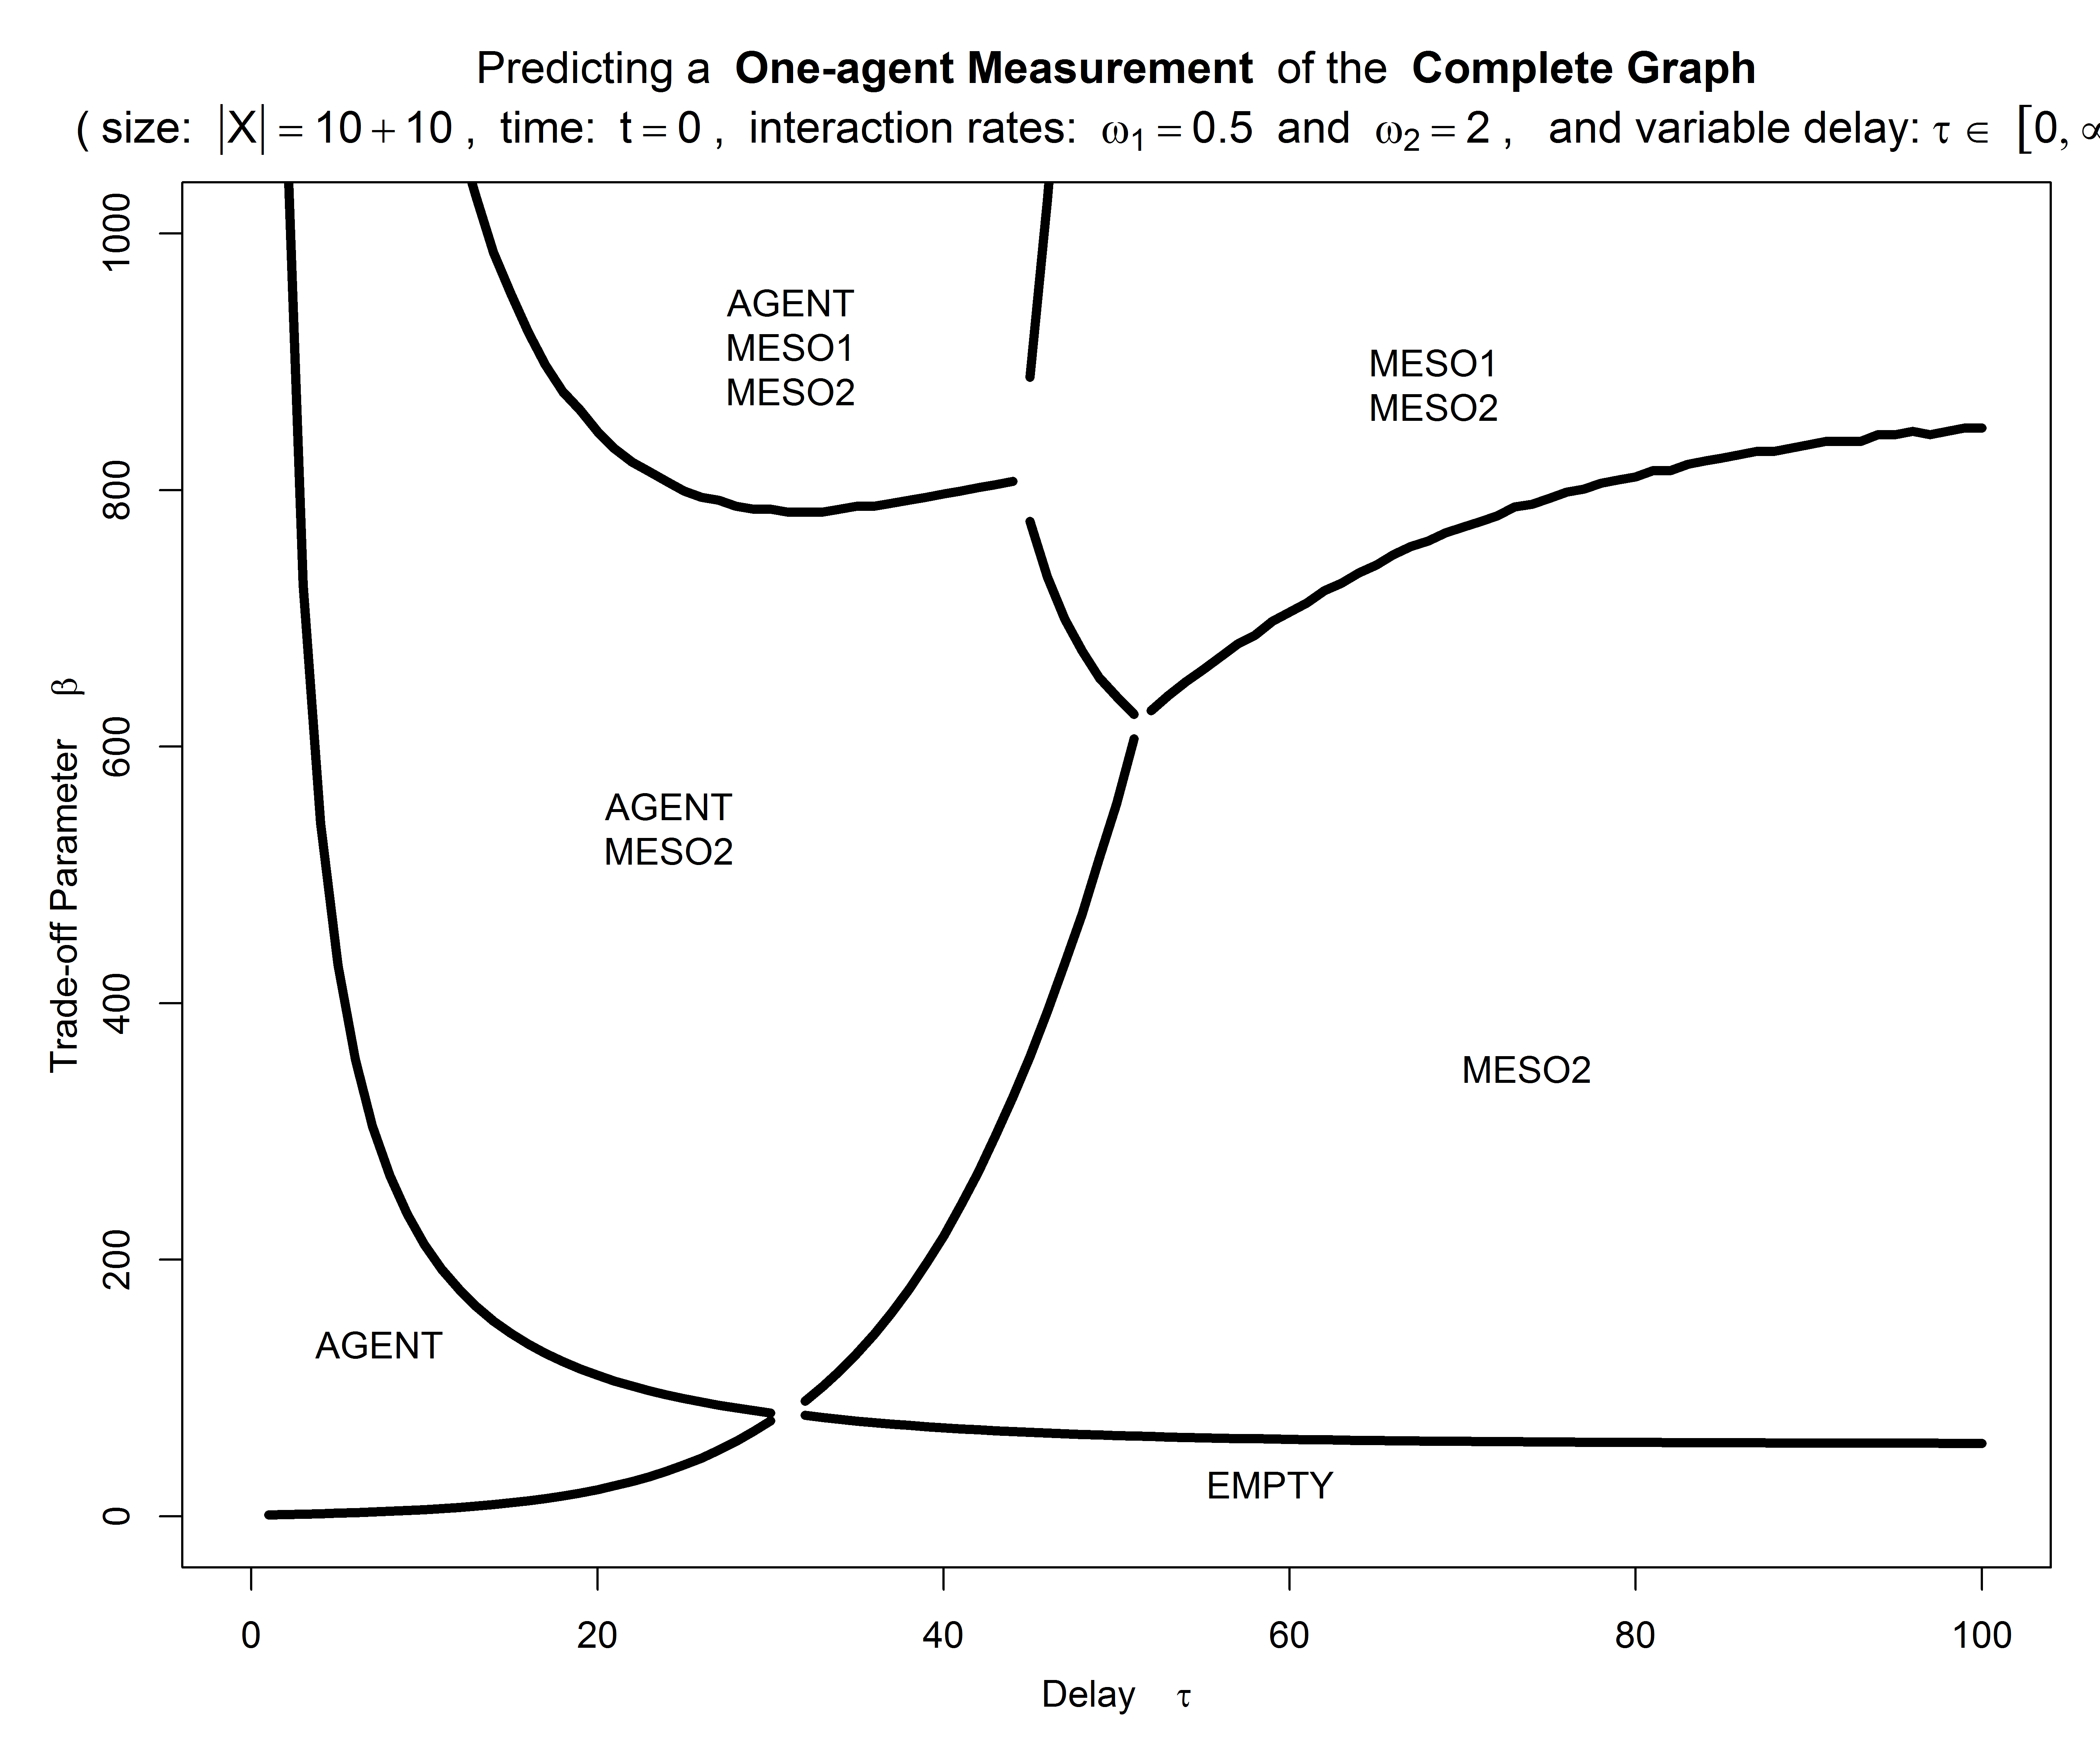 Predicting a One-agent Measurement of the Complete Graph
( size: |X| = 10 + 10 , time: t = 0 , interaction rates: ω1 = 0.5 and ω2 = 2 , and variable delay: τ ∈ [0, ∞
1000
800
600
400
200
0
Trade-off Parameter β
AGENT
MESO1
MESO2
MESO1
MESO2
AGENT
MESO2
MESO2
AGENT
EMPTY
0 20 40 60 80 100
Delay τ